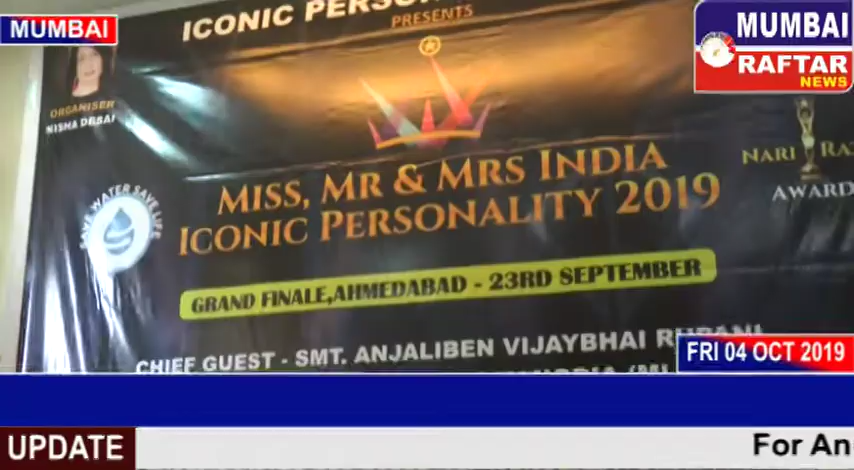 MUMBAI
MUMBAI
RAFTAR
NEWS
ICONIC
PRESENTS
ORGANISER
NISHA DESAI
MISS, MR & MRS INDIA
ICONIC PERSONALITY 2019
NARI
AWARD
SAVE WATER SAVE LIFE
GRAND FINALE, AHMEDABAD - 23RD SEPTEMBER
CHIEF GUEST - SMT. ANJALIBEN VIJAYBHAI RUPANI
FRI 04 OCT 2019
UPDATE
For An